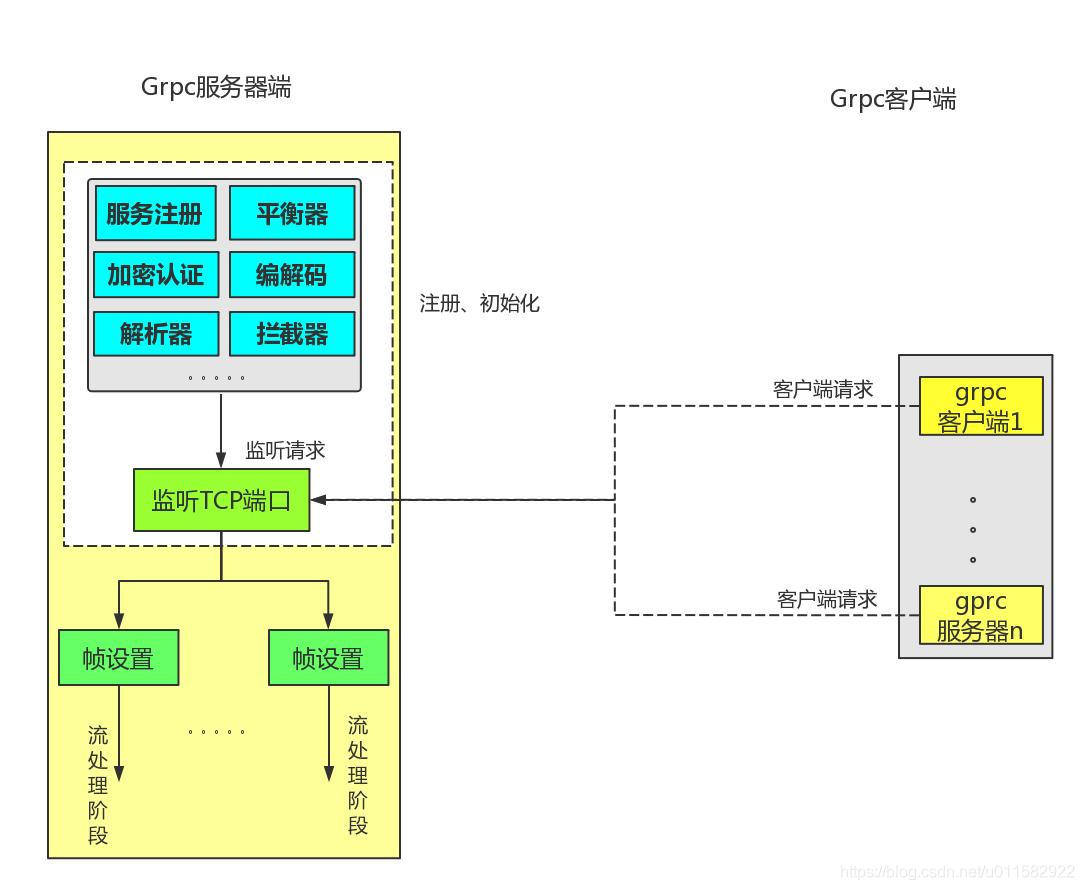 Grpc服务器端
Grpc客户端
服务注册
平衡器
加密认证
编解码
解析器
拦截器
。。。。。
注册、初始化
监听请求
监听TCP端口
客户端请求
grpc
客户端1
。
。
。
客户端请求
gprc
服务器n
帧设置
帧设置
流处理阶段
。。。。。
流处理阶段
https://blog.csdn.net/u011582922